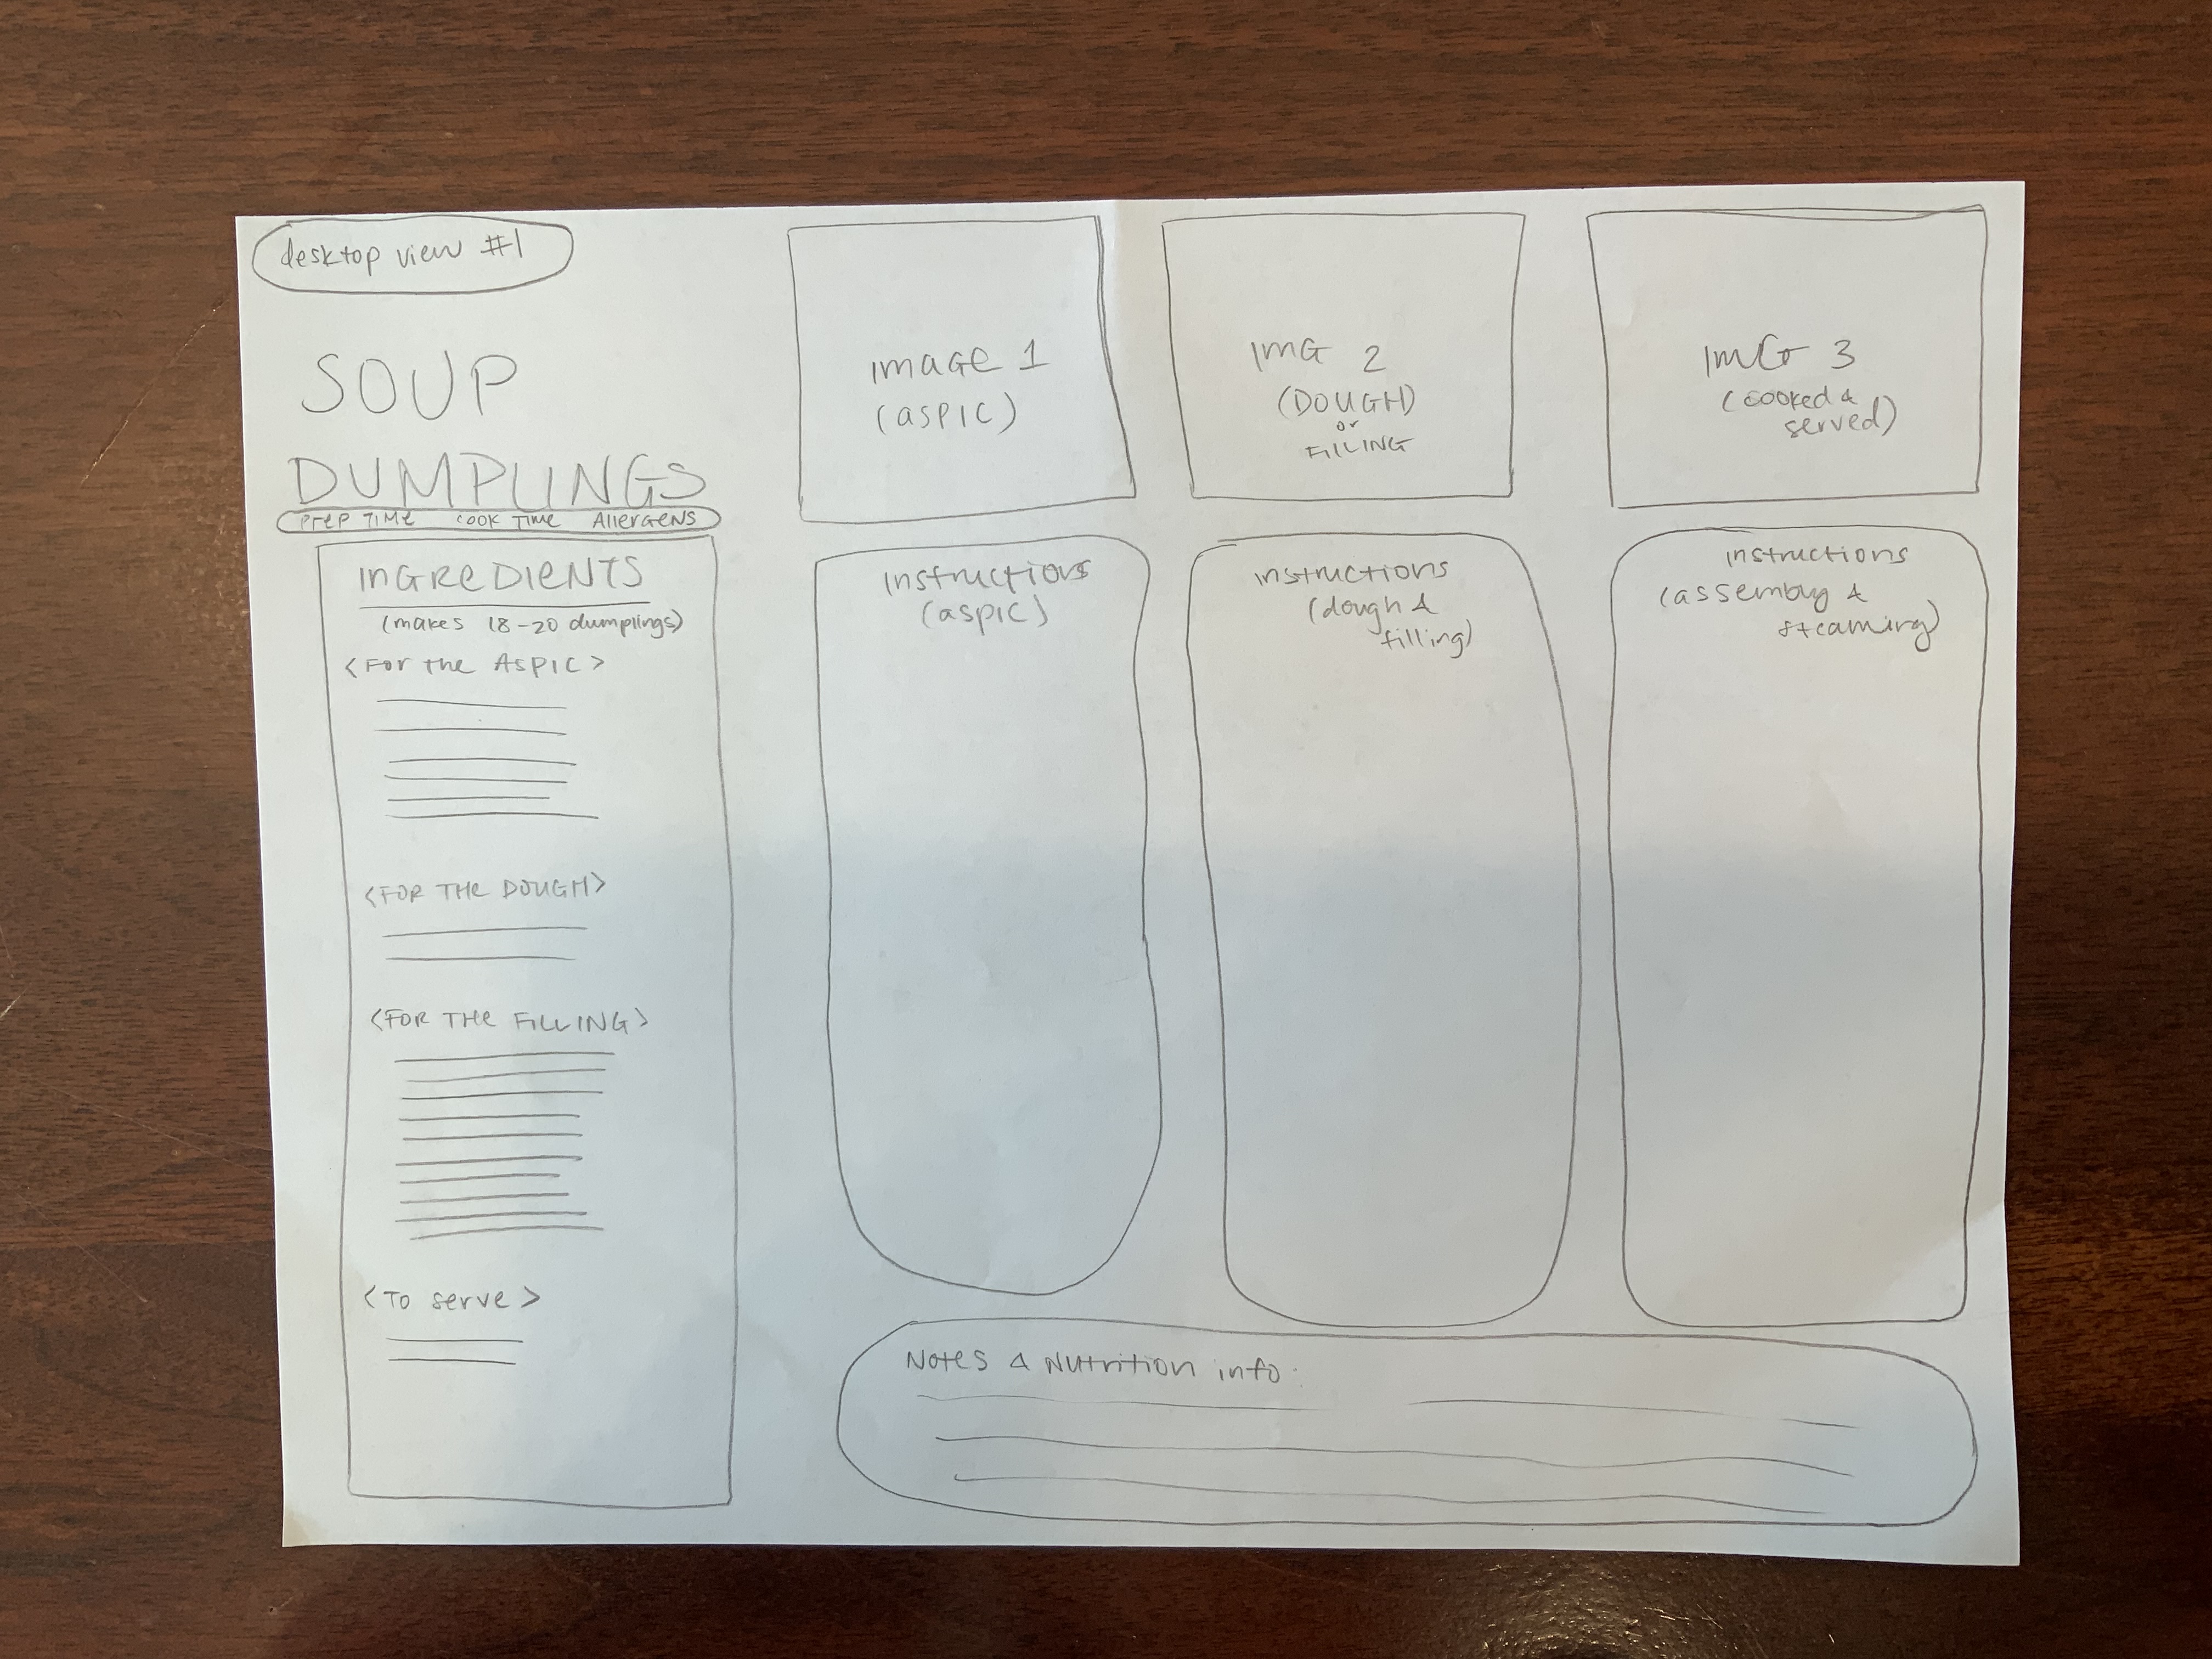 desktop view #1
SOUP
DUMPLINGS
PREP TIME COOK TIME AllERGENS
INGREDIENTS
(makes 18-20 dumplings)
<For the ASPIC>
<FOR THE DOUGH>
<FOR THE FILLING>
<To serve>
IMAGE 1
(ASPIC)
IMG 2
(DOUGH)
or
FILLING
IMG 3
(cooked &
served)
Instructions
(aspic)
instructions
(dough &
filling)
instructions
(assembly &
steaming)
Notes & Nutrition info: